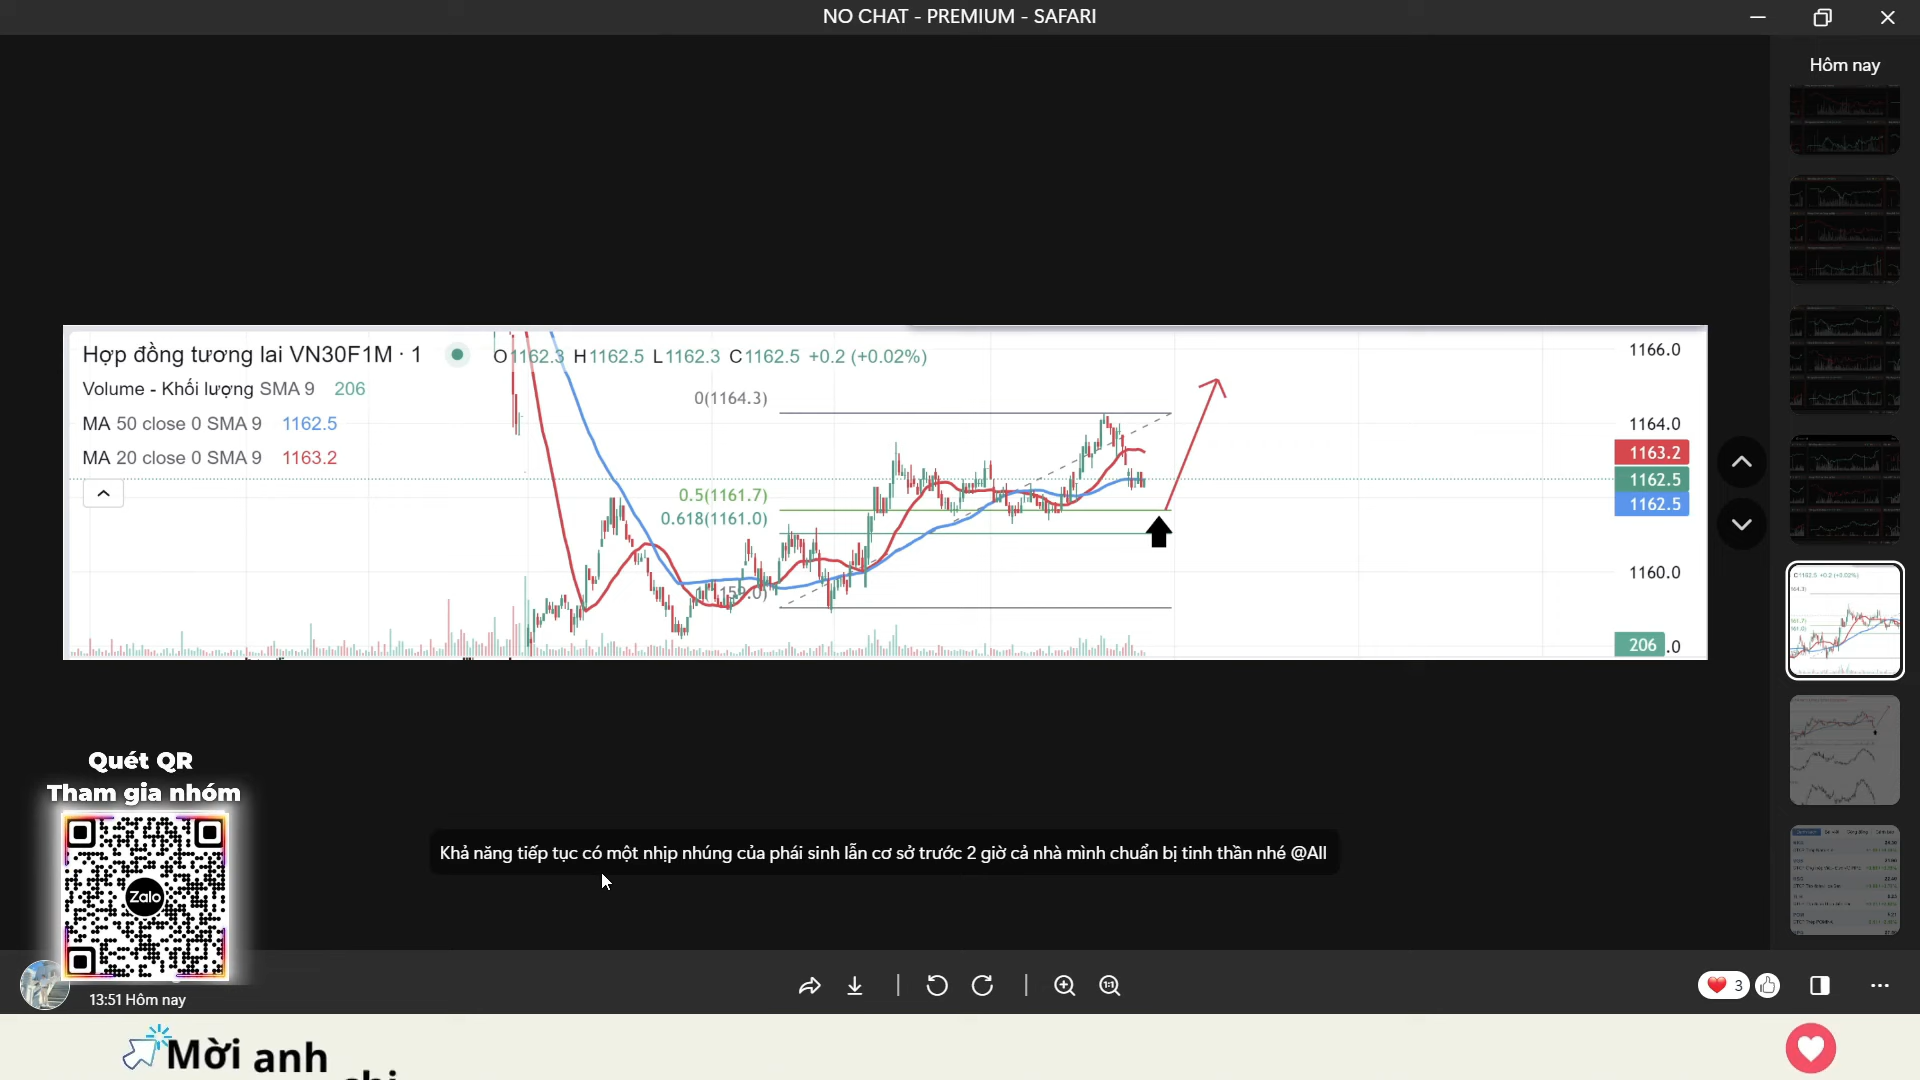 NO CHAT - PREMIUM - SAFARI
Hôm nay
Hợp đồng tương lai VN30F1M · 1
O1162.3 H1162.5 L1162.3 C1162.5 +0.2 (+0.02%)
Volume - Khối lượng SMA 9 206
MA 50 close 0 SMA 9 1162.5
MA 20 close 0 SMA 9 1163.2
0(1164.3)
0.5(1161.7)
0.618(1161.0)
1166.0
1164.0
1163.2
1162.5
1162.5
1160.0
206 .0
Quét QR
Tham gia nhóm
Zalo
Khả năng tiếp tục có một nhịp nhúng của phái sinh lẫn cơ sở trước 2 giờ cả nhà mình chuẩn bị tinh thần nhé @All
13:51 Hôm nay
3
Mời anh